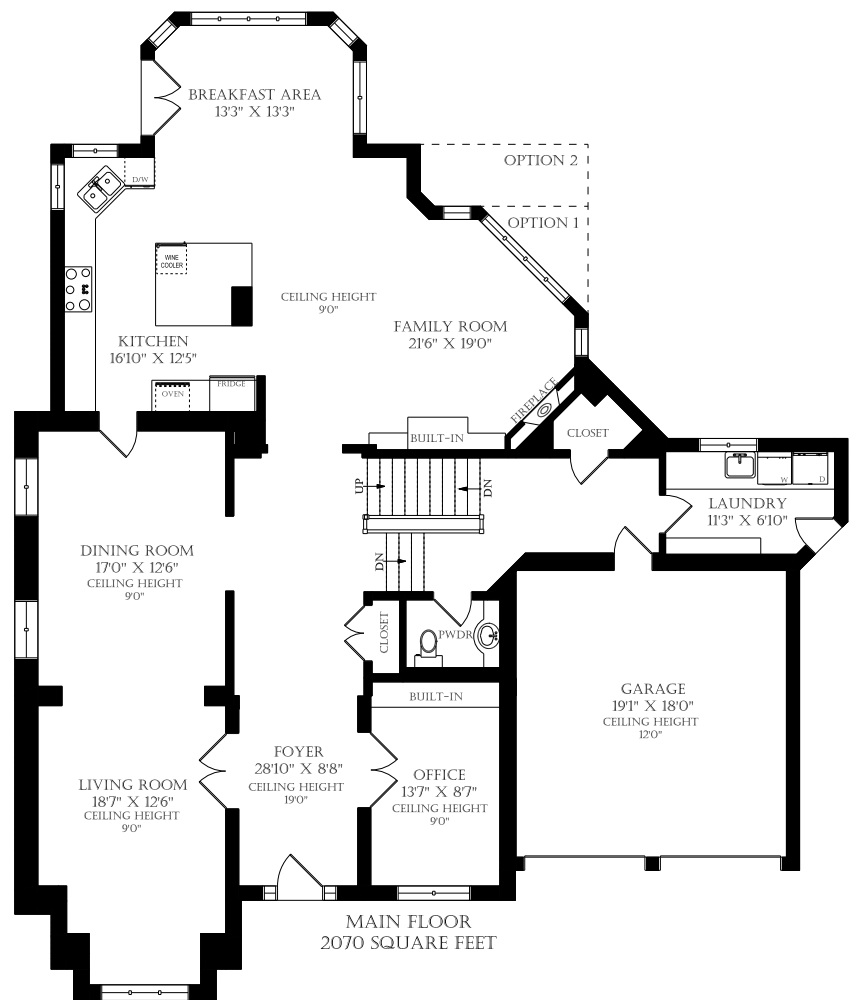 BREAKFAST AREA
13'3" X 13'3"
OPTION 2
D/W
OPTION 1
WINE
COOLER
CEILING HEIGHT
9'0"
FAMILY ROOM
21'6" X 19'0"
KITCHEN
16'10" X 12'5"
OVEN
FRIDGE
FIREPLACE
BUILT-IN
CLOSET
UP
DN
W
D
LAUNDRY
11'3" X 6'10"
DINING ROOM
17'0" X 12'6"
CEILING HEIGHT
9'0"
DN
CLOSET
PWDR
BUILT-IN
GARAGE
19'1" X 18'0"
CEILING HEIGHT
12'0"
FOYER
28'10" X 8'8"
CEILING HEIGHT
19'0"
OFFICE
13'7" X 8'7"
CEILING HEIGHT
9'0"
LIVING ROOM
18'7" X 12'6"
CEILING HEIGHT
9'0"
MAIN FLOOR
2070 SQUARE FEET